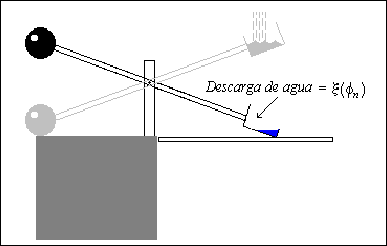 Descarga de agua = ξ(ϕₙ)